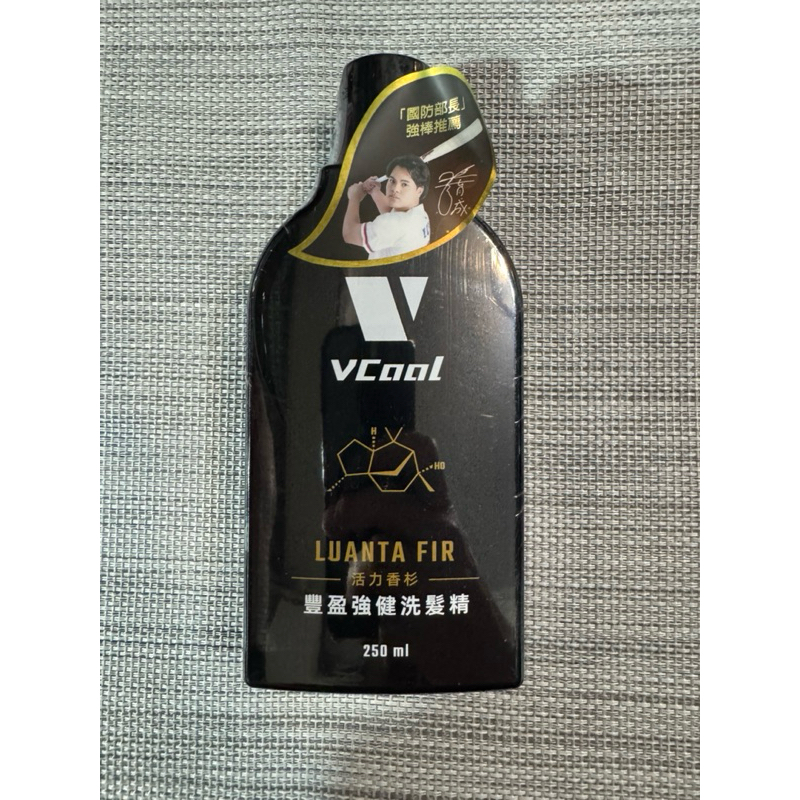 「國防部長」
強棒推薦
VCool
H
HO
LUANTA FIR
活力香杉
豐盈強健洗髮精
250 ml